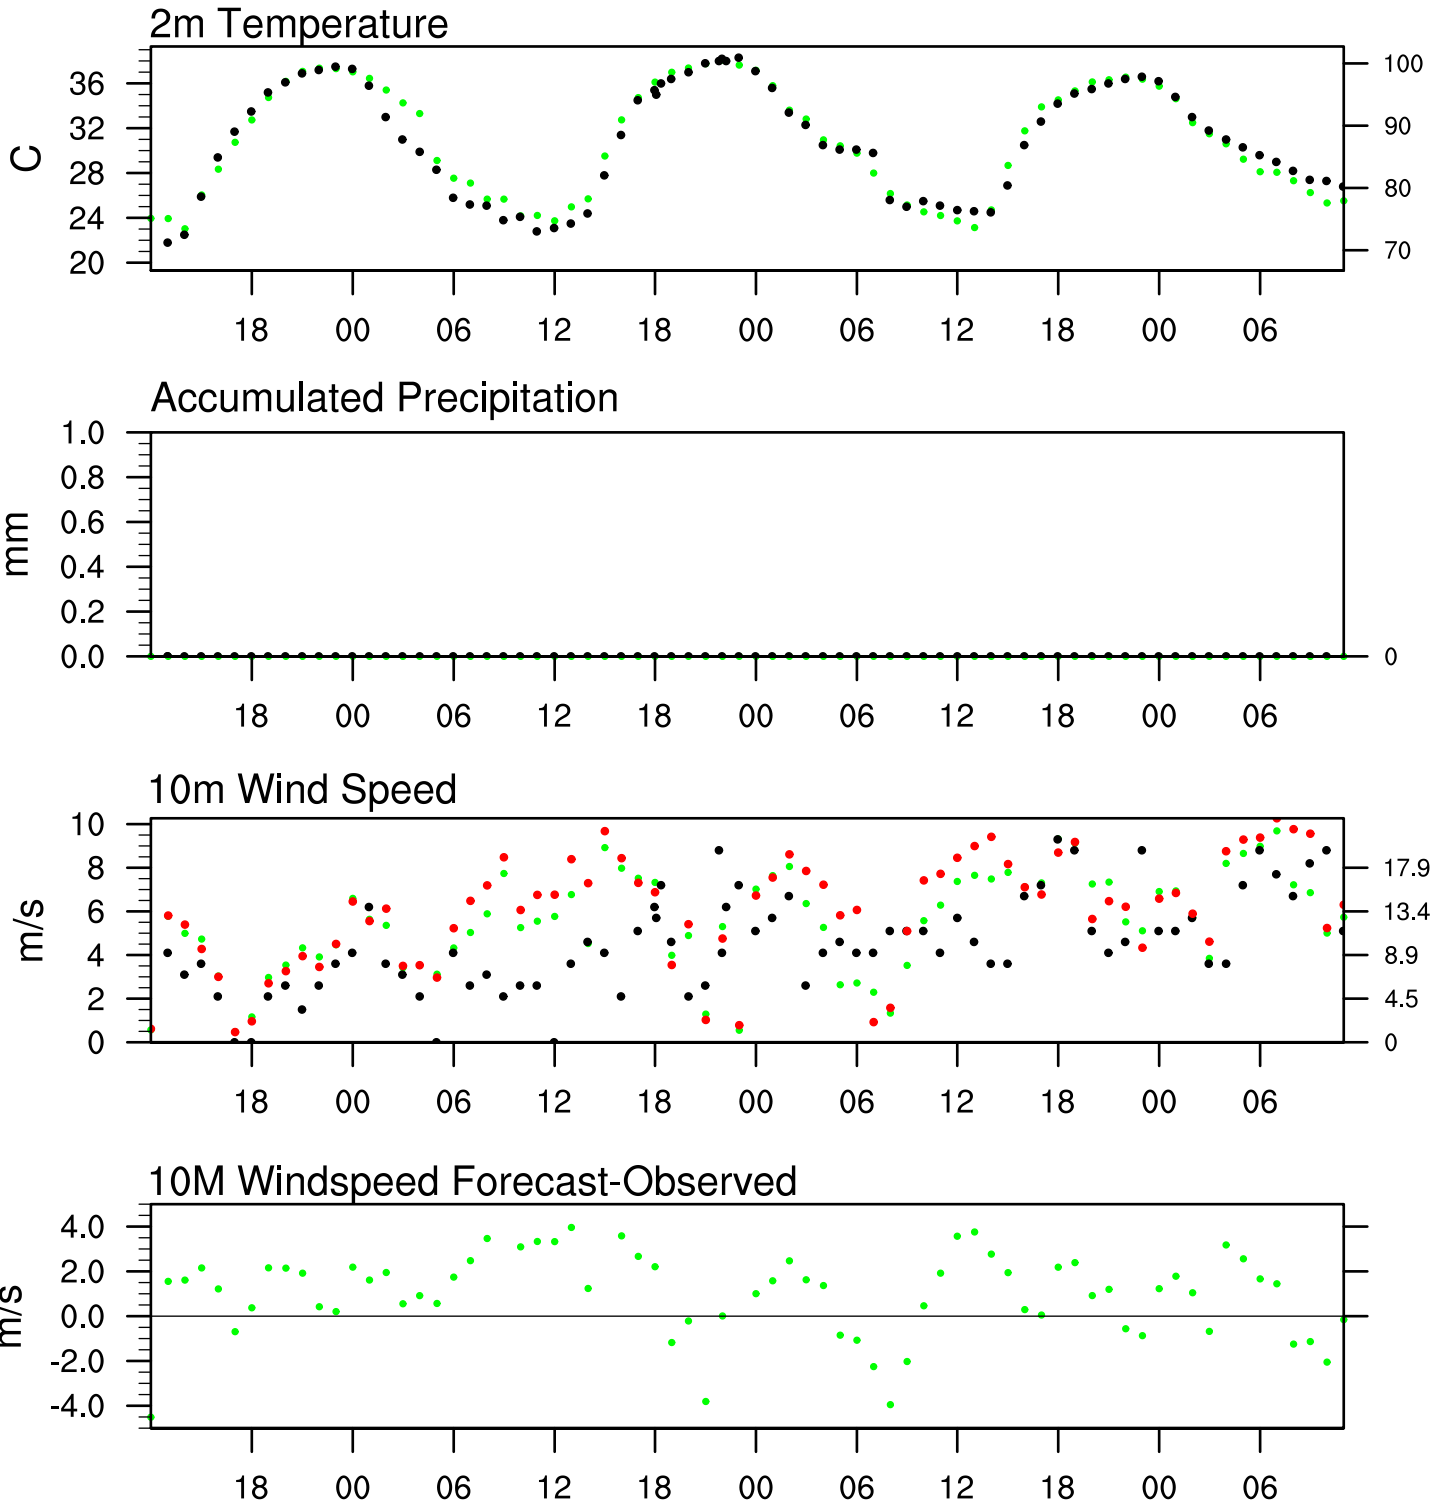 2m Temperature
36
32
28
24
20
C
100
90
80
70
18 00 06 12 18 00 06 12 18 00 06
Accumulated Precipitation
1.0
0.8
0.6
0.4
0.2
0.0
mm
0
18 00 06 12 18 00 06 12 18 00 06
10m Wind Speed
10
8
6
4
2
0
m/s
17.9
13.4
8.9
4.5
0
18 00 06 12 18 00 06 12 18 00 06
10M Windspeed Forecast-Observed
4.0
2.0
0.0
-2.0
-4.0
m/s
18 00 06 12 18 00 06 12 18 00 06